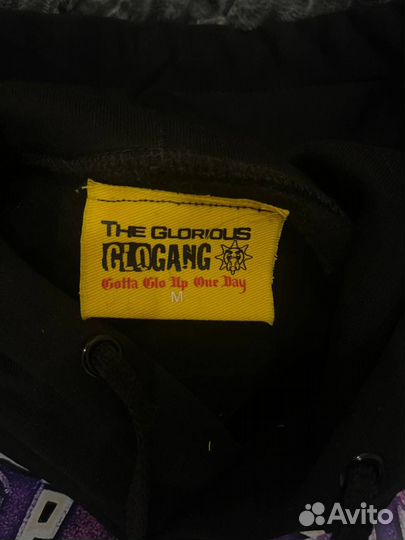 THE GLORIOUS
GLOGANG
Gotta Glo Up One Day
M
Avito